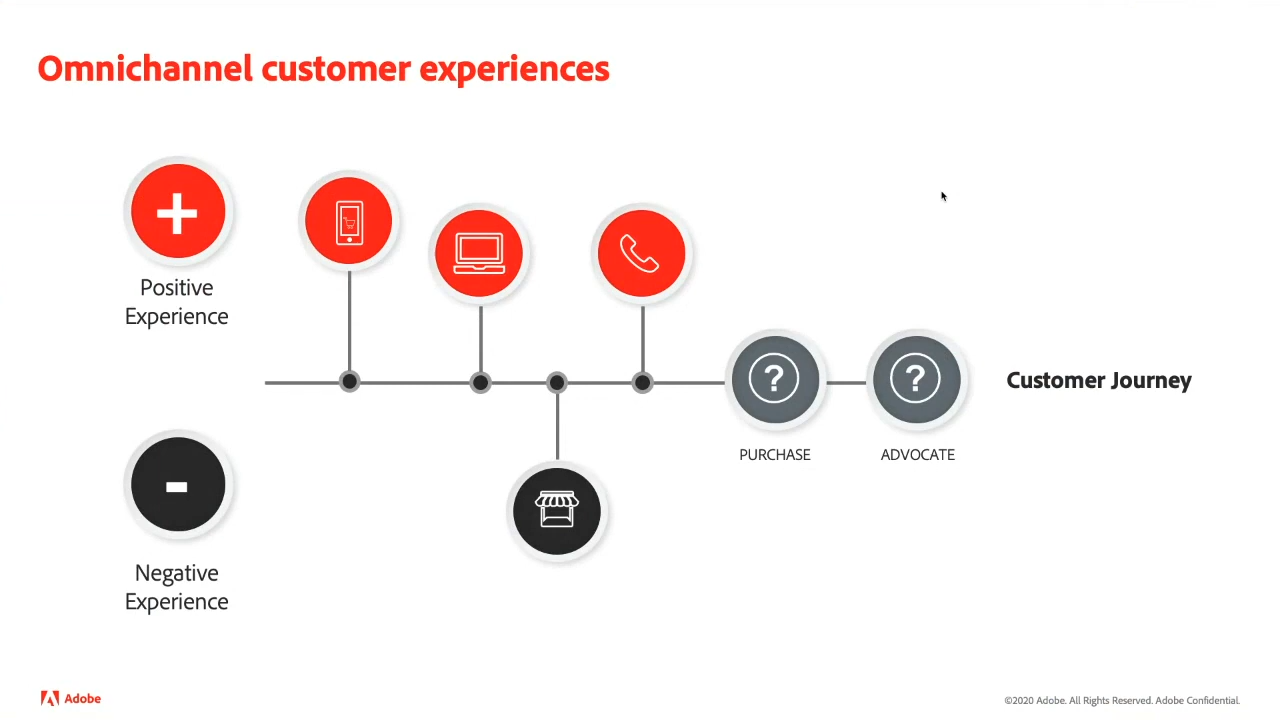 Omnichannel customer experiences
+
Positive
Experience
?
?
Customer Journey
PURCHASE
ADVOCATE
-
Negative
Experience
Adobe
©2020 Adobe. All Rights Reserved. Adobe Confidential.